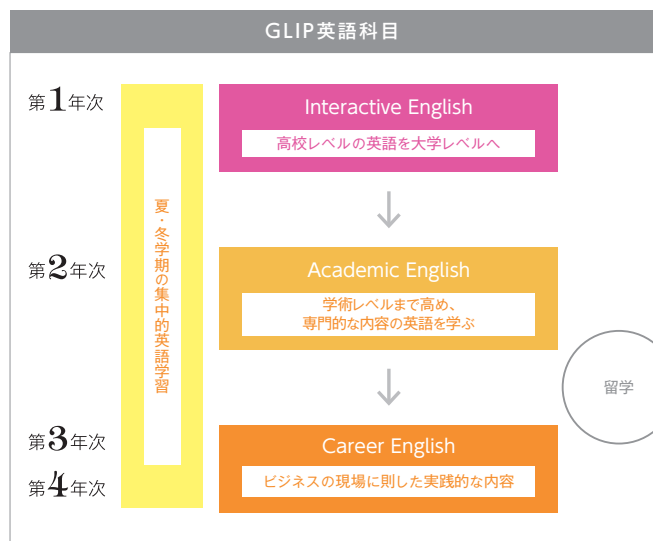 GLIP英語科目
第1年次
Interactive English
高校レベルの英語を大学レベルへ
夏・冬学期の集中的英語学習
第2年次
Academic English
学術レベルまで高め、
専門的な内容の英語を学ぶ
留学
第3年次
Career English
第4年次
ビジネスの現場に則した実践的な内容